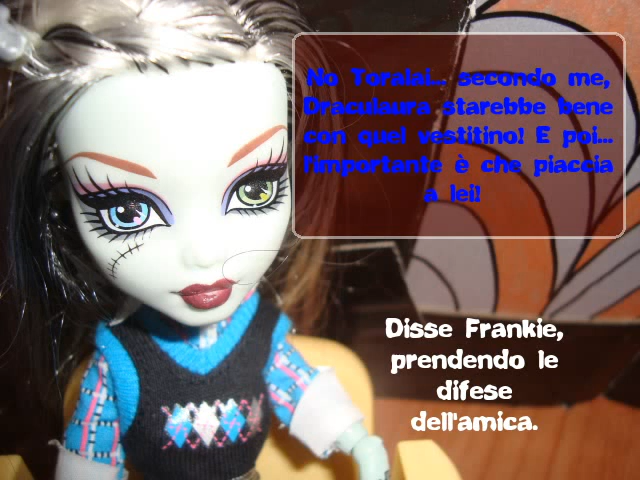 No Toralai... secondo me,
Draculaura starebbe bene
con quel vestitino! E poi...
l'importante è che piaccia
a lei!
Disse Frankie,
prendendo le
difese
dell'amica.